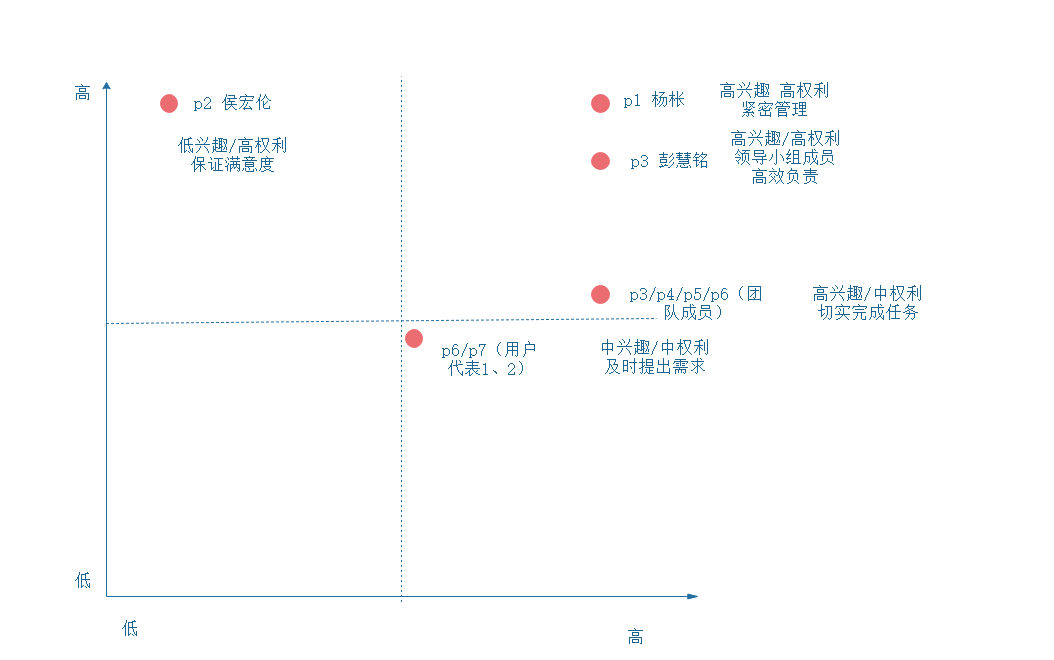 高
p2 侯宏伦
低兴趣/高权利
保证满意度
p1 杨枨
高兴趣 高权利
紧密管理
p3 彭慧铭
高兴趣/高权利
领导小组成员
高效负责
p3/p4/p5/p6（团
队成员）
高兴趣/中权利
切实完成任务
p6/p7（用户
代表1、2）
中兴趣/中权利
及时提出需求
低
低
高